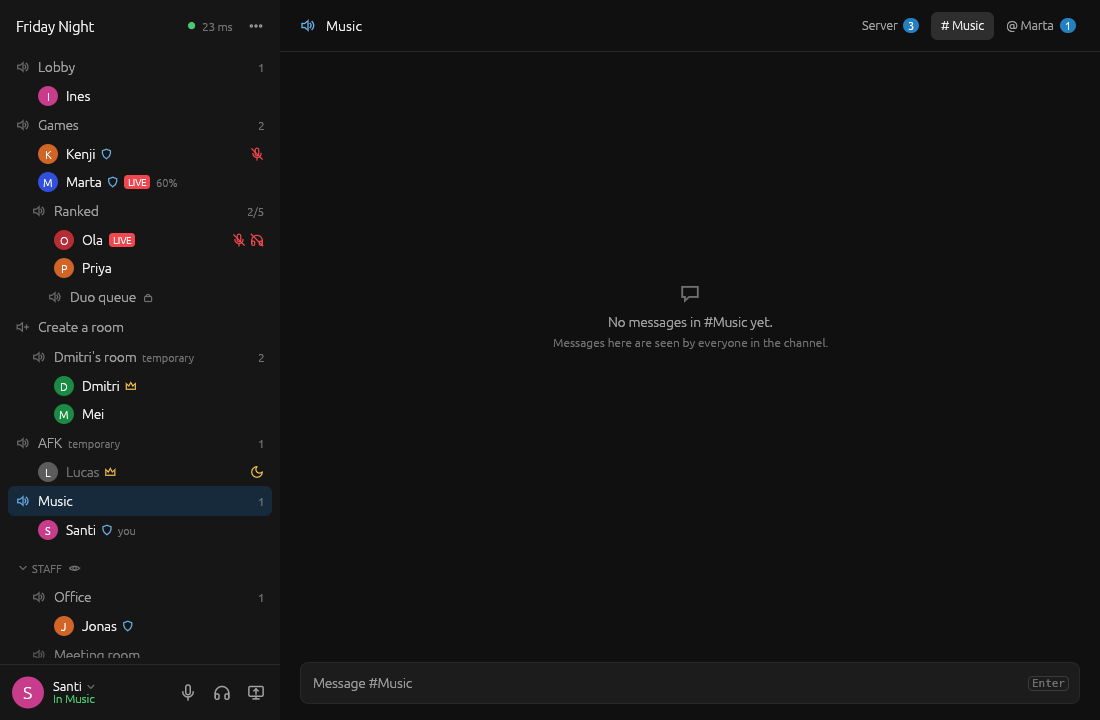 Friday Night 23 ms
Lobby 1
I Ines
Games 2
K Kenji
M Marta LIVE 60%
Ranked 2/5
O Ola LIVE
P Priya
Duo queue
Create a room
Dmitri's room temporary 2
D Dmitri
M Mei
AFK temporary 1
L Lucas
Music 1
S Santi you
STAFF
Office 1
J Jonas
Meeting room
S Santi
In Music
Music Server 3 # Music @ Marta 1
No messages in #Music yet.
Messages here are seen by everyone in the channel.
Message #Music Enter